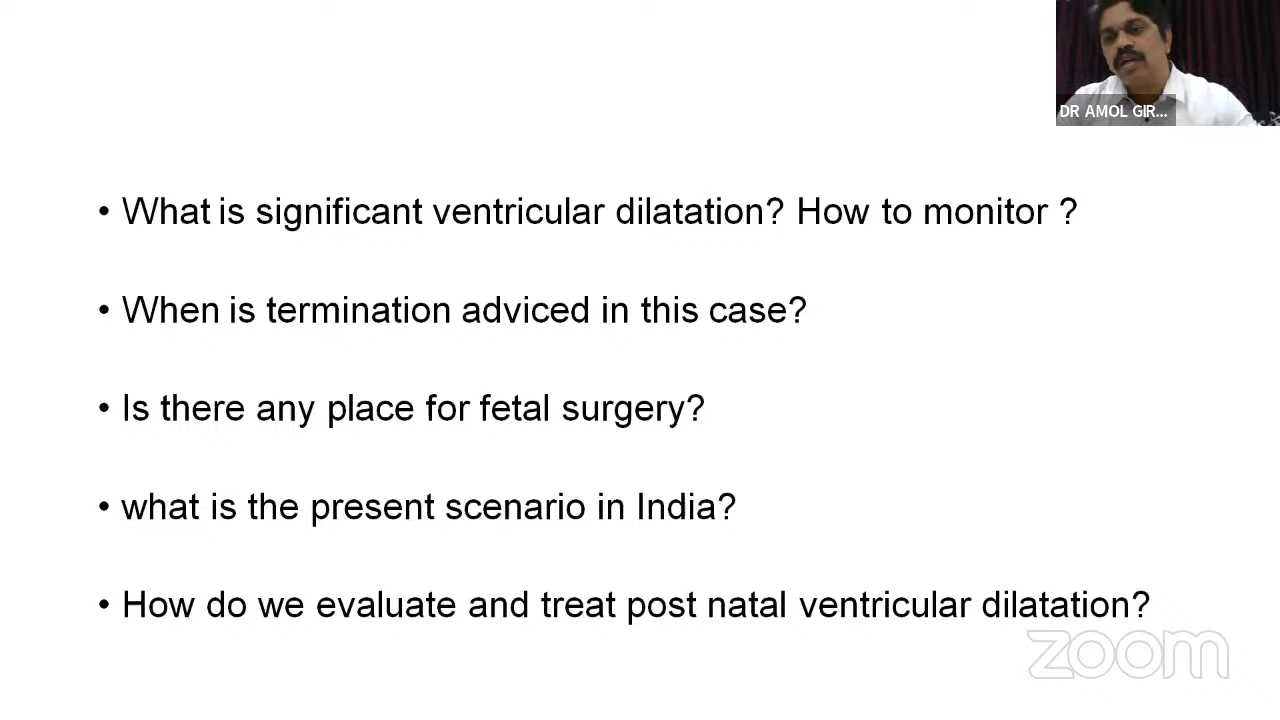 DR AMOL GIR...
• What is significant ventricular dilatation? How to monitor ?
• When is termination adviced in this case?
• Is there any place for fetal surgery?
• what is the present scenario in India?
• How do we evaluate and treat post natal ventricular dilatation?
zoom